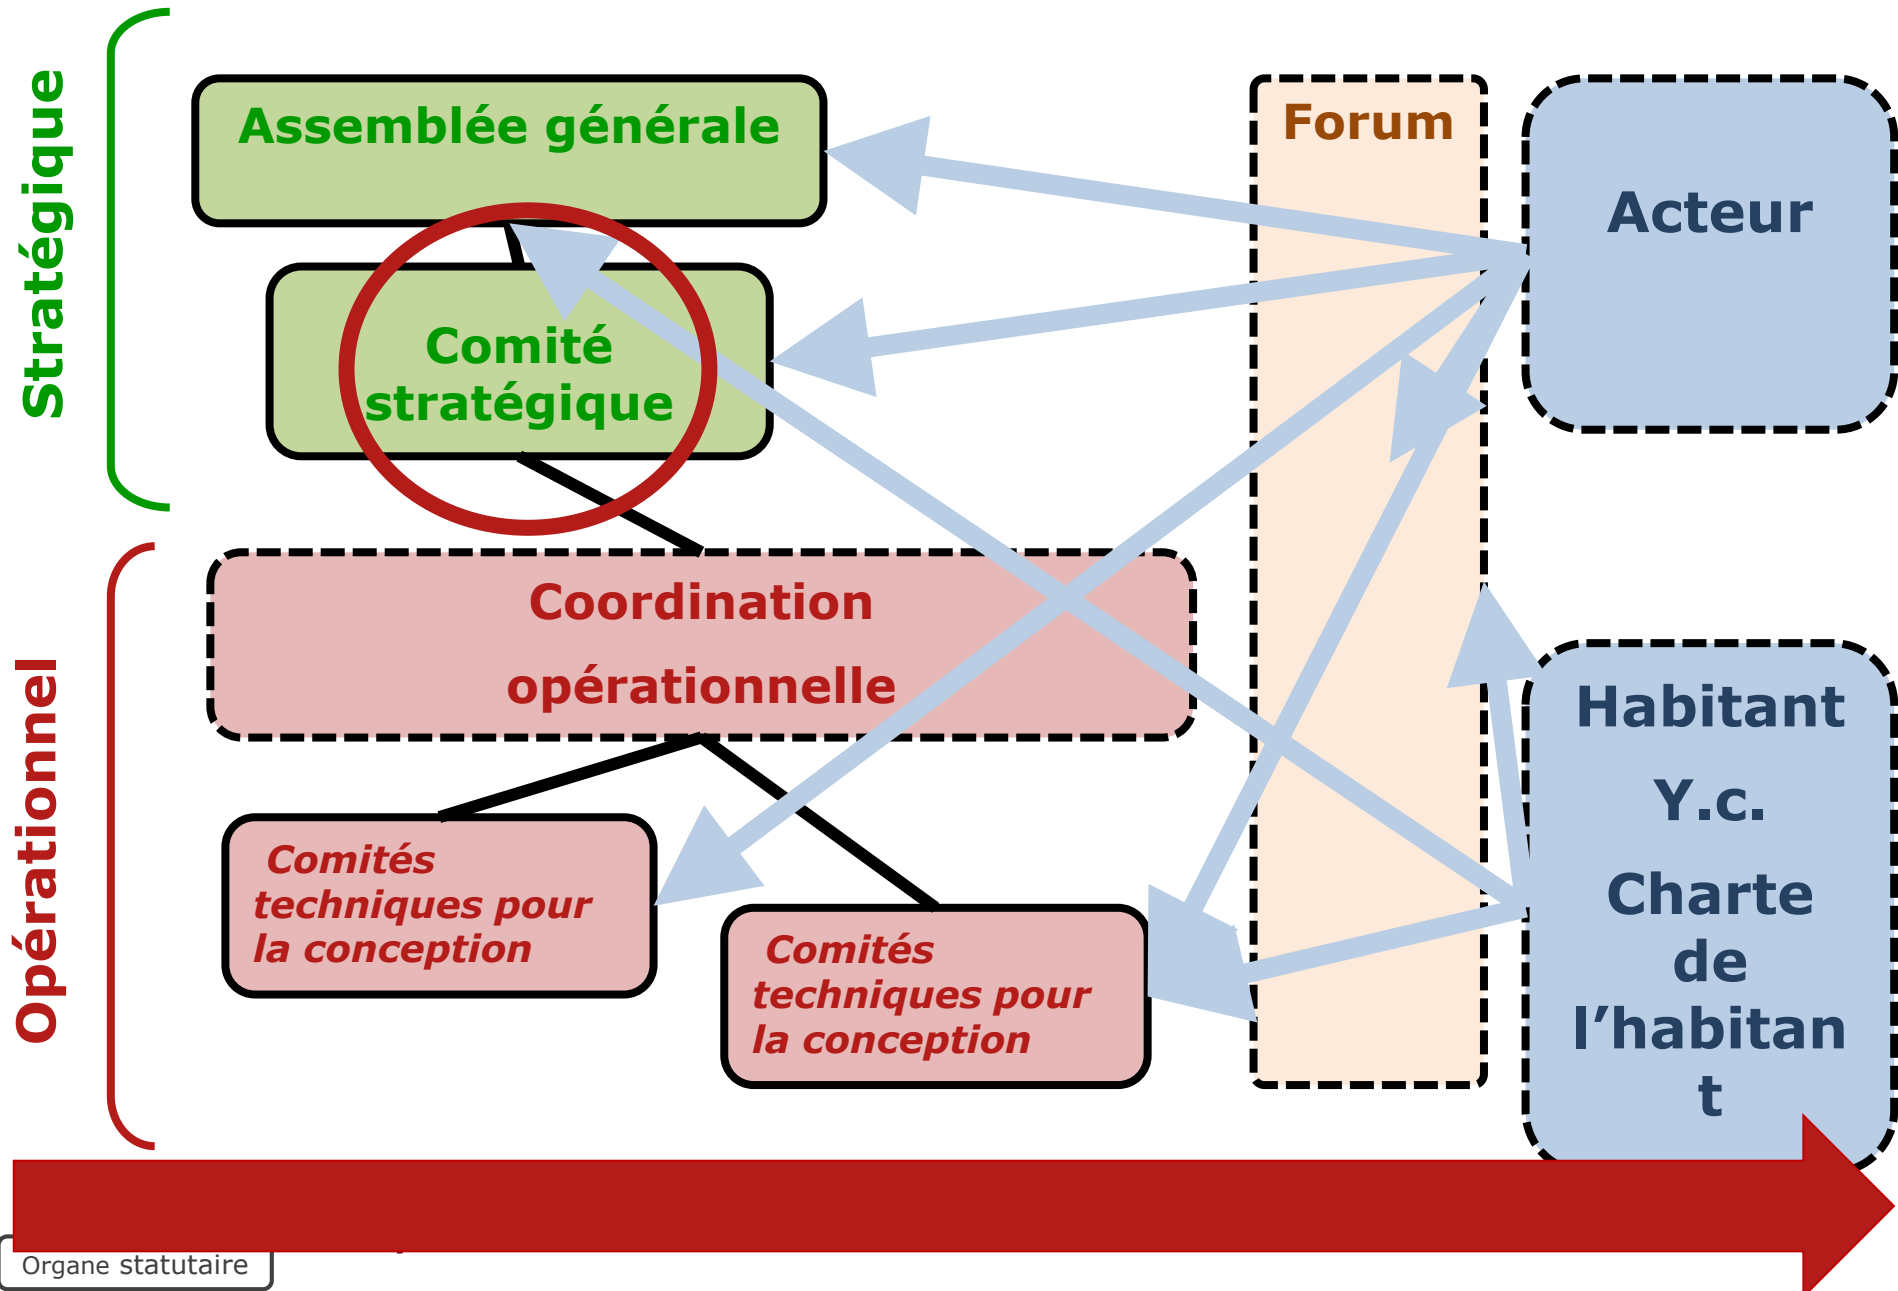 Stratégique
Assemblée générale
Forum
Acteur
Comité
stratégique
Opérationnel
Coordination
opérationnelle
Habitant
Y.c.
Charte
de
l’habitan
t
Comités
techniques pour
la conception
Comités
techniques pour
la conception
Organe statutaire